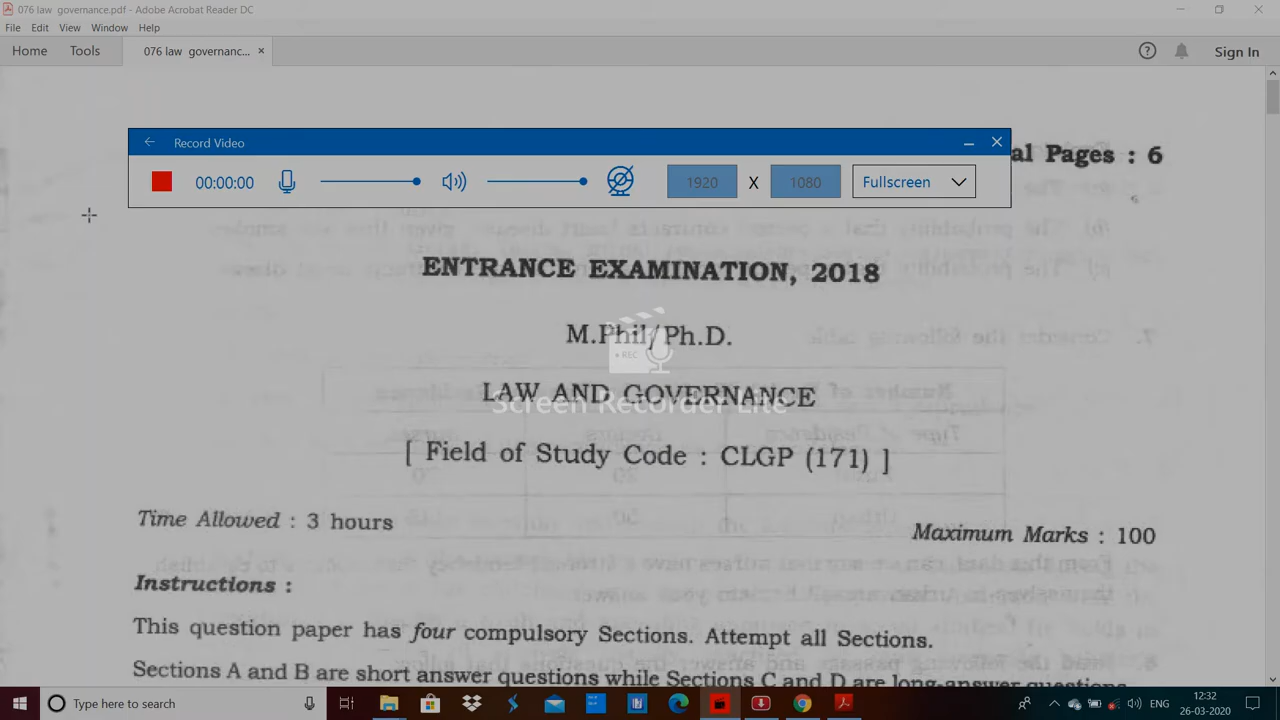 076 law governance.pdf - Adobe Acrobat Reader DC
File Edit View Window Help
Home Tools 076 law governanc... × Sign In
Record Video
00:00:00 1920 X 1080 Fullscreen
al Pages : 6
ENTRANCE EXAMINATION, 2018
M.Phil/Ph.D.
REC
LAW AND GOVERNANCE
Screen Recorder Lite
[ Field of Study Code : CLGP (171) ]
Time Allowed : 3 hours
Maximum Marks : 100
Instructions :
This question paper has four compulsory Sections. Attempt all Sections.
Sections A and B are short answer questions while Sections C and D are long-answer questions
Type here to search
ENG
12:32
26-03-2020